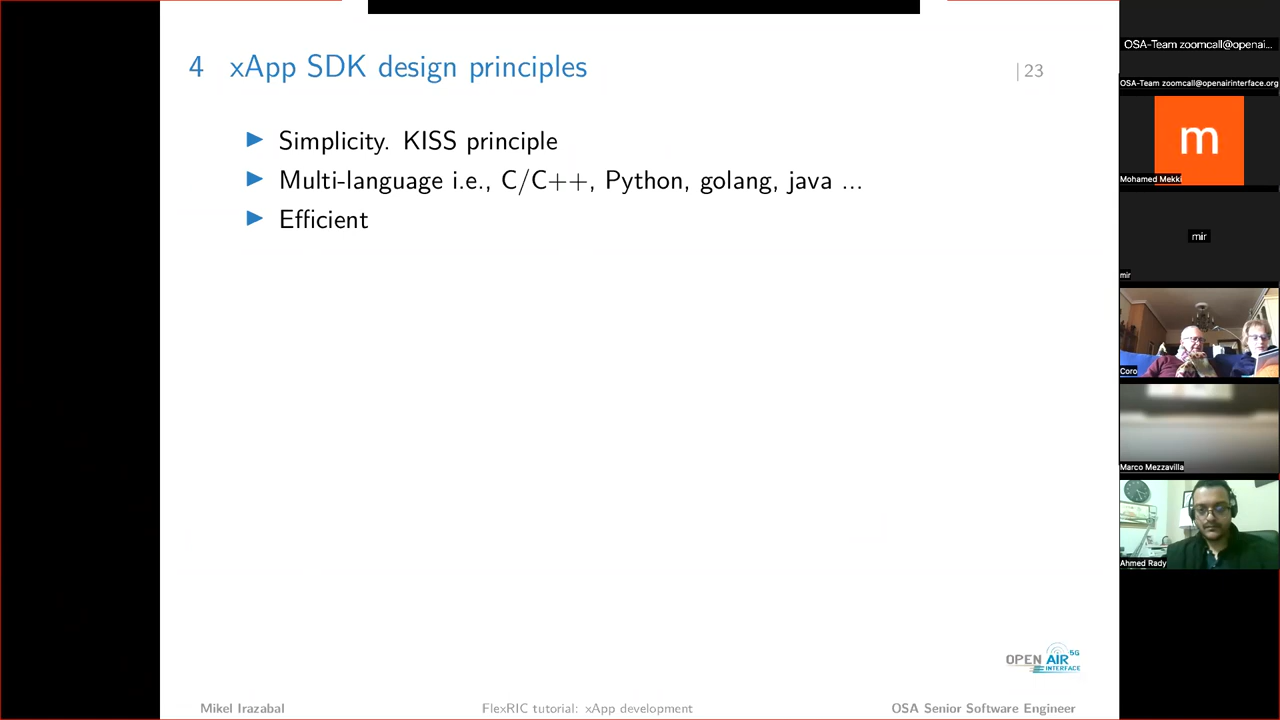 4 xApp SDK design principles
| 23
Simplicity. KISS principle
Multi-language i.e., C/C++, Python, golang, java ...
Efficient
OPEN AIR 5G
INTERFACE
Mikel Irazabal
FlexRIC tutorial: xApp development
OSA Senior Software Engineer
OSA-Team zoomcall@openai...
OSA-Team zoomcall@openairinterface.org
m
Mohamed Mekki
mir
mir
Coro
Marco Mezzavilla
Ahmed Rady